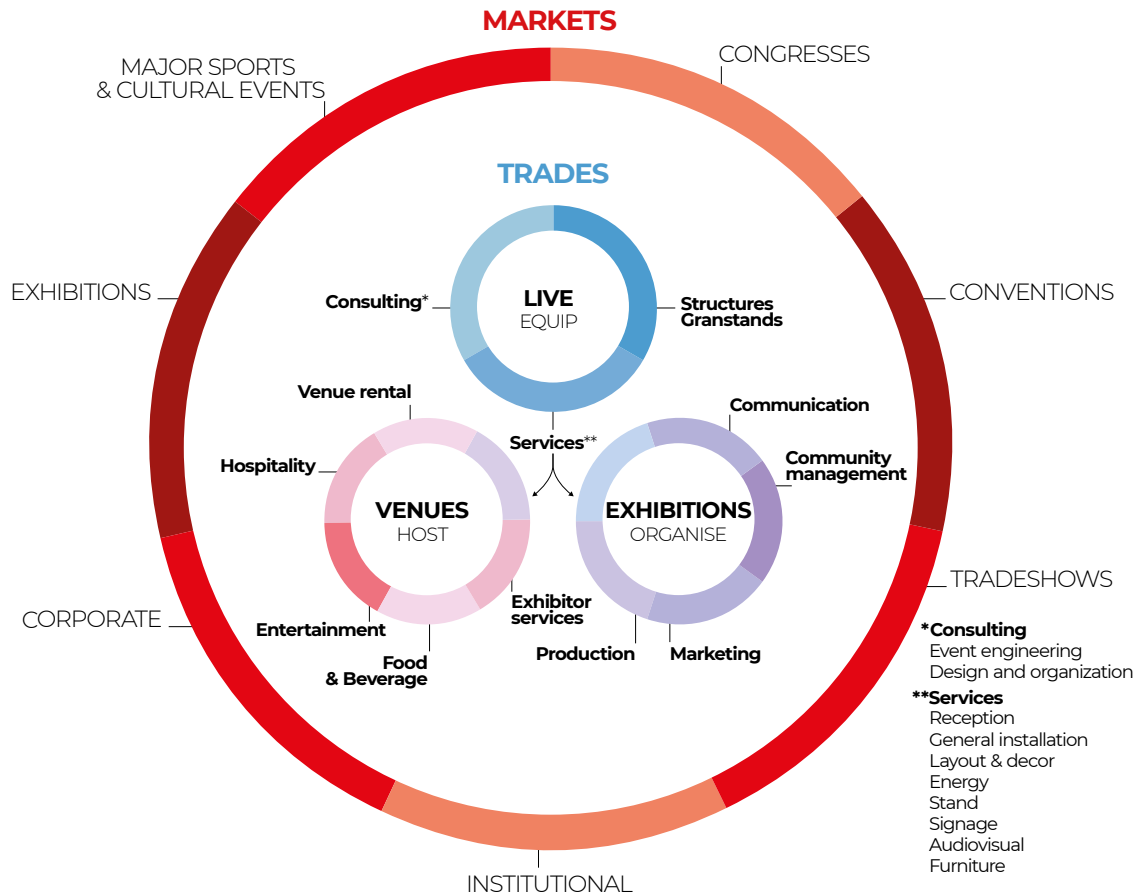 MARKETS
MAJOR SPORTS
& CULTURAL EVENTS
CONGRESSES
TRADES
EXHIBITIONS
CONVENTIONS
Consulting*
LIVE
EQUIP
Structures
Granstands
Venue rental
Communication
Services**
Hospitality
Community
management
VENUES
HOST
EXHIBITIONS
ORGANISE
TRADESHOWS
CORPORATE
Entertainment
Exhibitor
services
Food
& Beverage
Production
Marketing
*Consulting
Event engineering
Design and organization
**Services
Reception
General installation
Layout & decor
Energy
Stand
Signage
Audiovisual
Furniture
INSTITUTIONAL